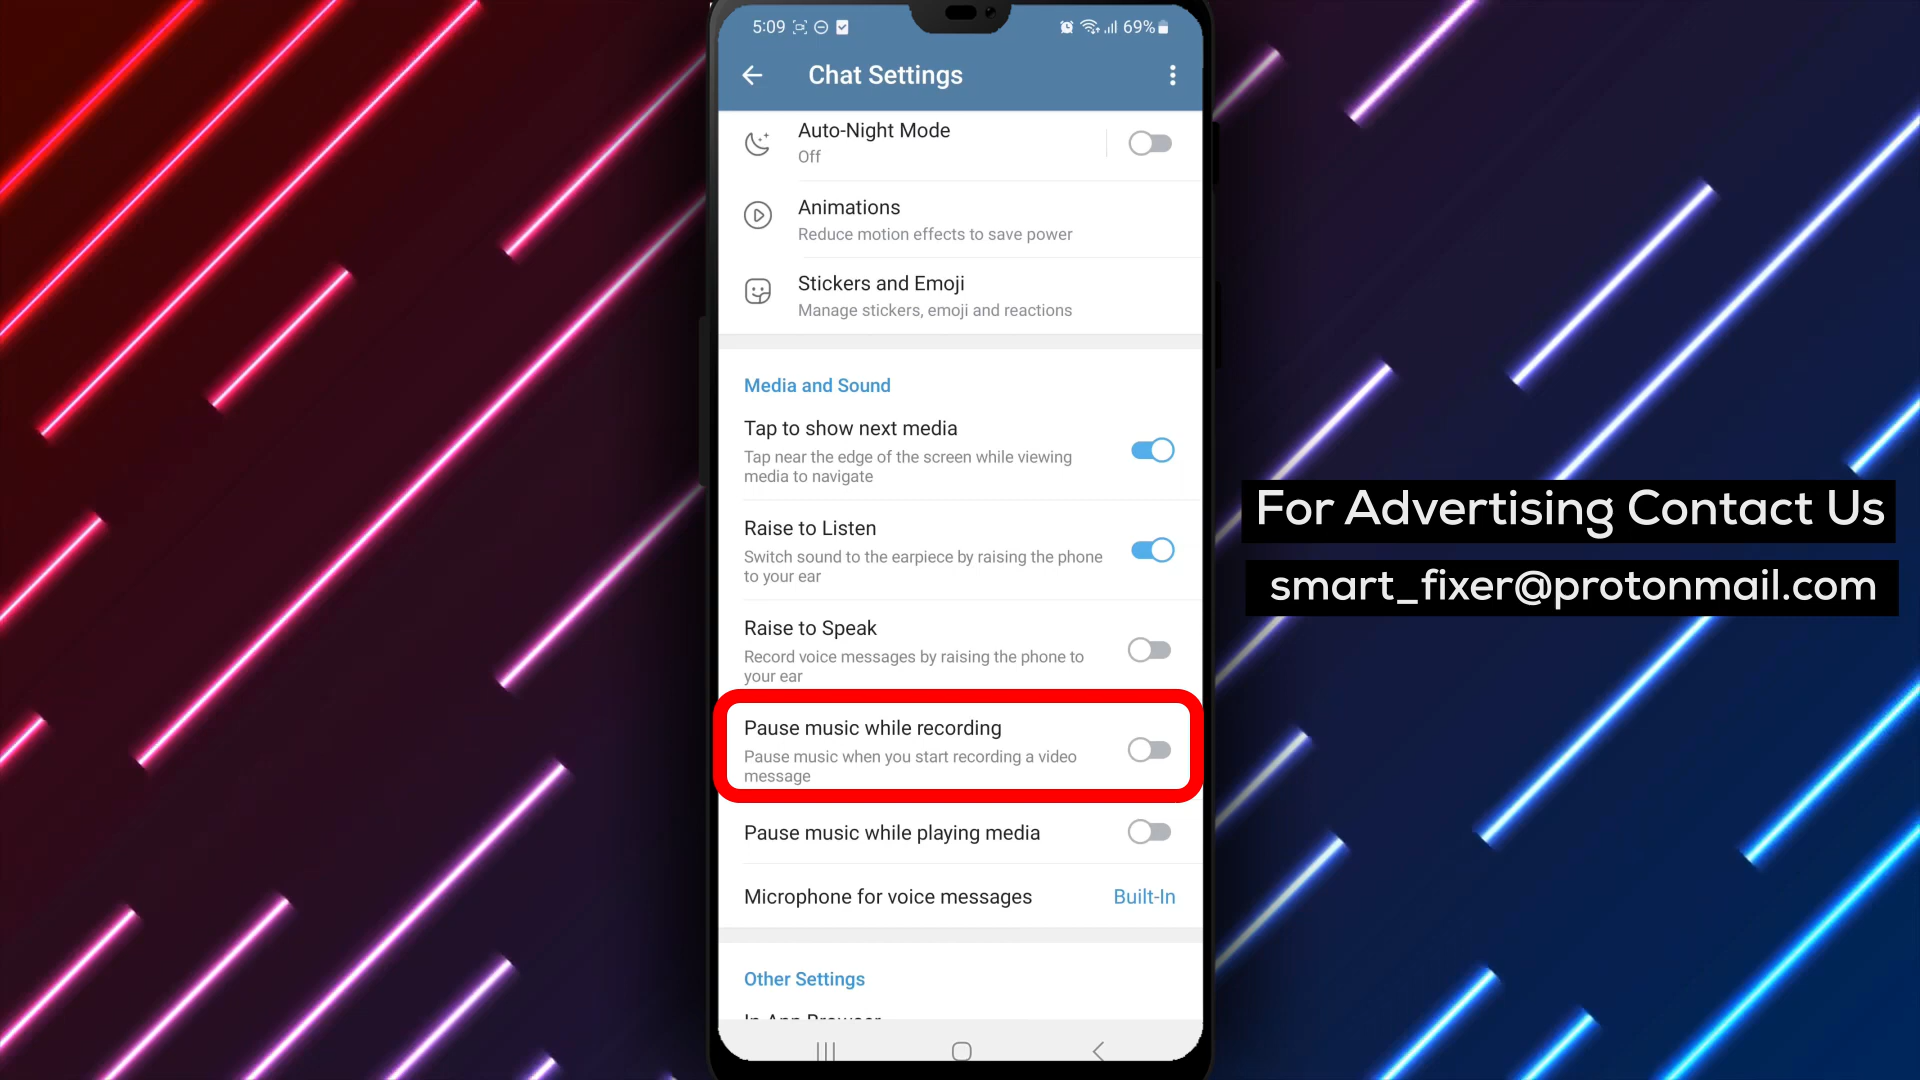 5:09
69%
Chat Settings
Auto-Night Mode
Off
Animations
Reduce motion effects to save power
Stickers and Emoji
Manage stickers, emoji and reactions
Media and Sound
Tap to show next media
Tap near the edge of the screen while viewing
media to navigate
Raise to Listen
Switch sound to the earpiece by raising the phone
to your ear
Raise to Speak
Record voice messages by raising the phone to
your ear
Pause music while recording
Pause music when you start recording a video
message
Pause music while playing media
Microphone for voice messages
Built-In
Other Settings
In-App Browser
For Advertising Contact Us
smart_fixer@protonmail.com